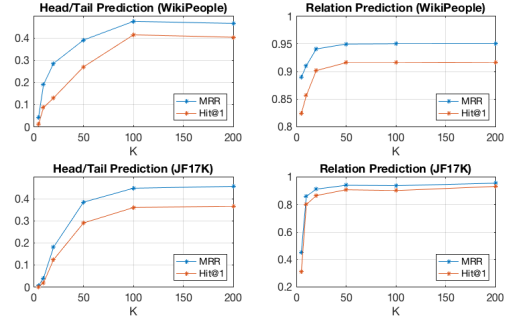 Head/Tail Prediction (WikiPeople)
0.4
0.3
0.2
0.1
0
0 50 100 150 200
K
MRR
Hit@1
Relation Prediction (WikiPeople)
1
0.95
0.9
0.85
0.8
0 50 100 150 200
K
MRR
Hit@1
Head/Tail Prediction (JF17K)
0.4
0.3
0.2
0.1
0
0 50 100 150 200
K
MRR
Hit@1
Relation Prediction (JF17K)
1
0.8
0.6
0.4
0.2
0 50 100 150 200
K
MRR
Hit@1